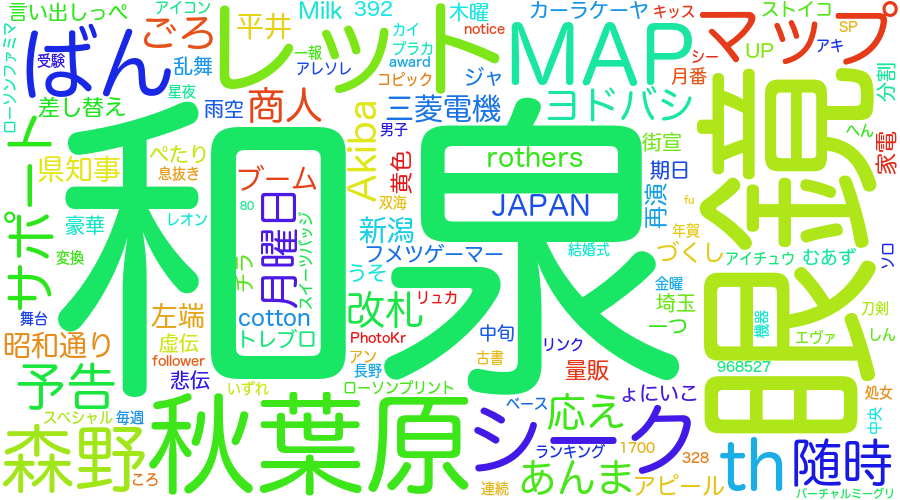 言い出しっぺ
アイコン
Milk
392
木曜
カーラケーヤ
キッス
ストイコ
ローソンファミマ
受験
ばん
ごろ
平井
レット
カイ
プラカ
award
notice
MAP
マップ
UP
SP
アキ
乱舞
一報
アレソレ
コピック
ジャ
シー
月番
分割
差し替え
星夜
雨空
商人
Akiba
男子
三菱電機
ヨドバシ
街宣
へん
家電
サポート
県知事
ぺたり
息抜き
ブーム
黄色
rothers
期日
眼鏡
和泉
豪華
レオン
80
月曜日
スイーツバッジ
双海
JAPAN
再演
fu
年賀
変換
チラ
新潟
フメツゲーマー
結婚式
づくし
アイチュウ
むあず
ソロ
うそ
舞台
左端
cotton
トレブロ
改札
リュカ
金曜
埼玉
一つ
機器
エヴァ
刀剣
しん
昭和通り
虚伝
follower
PhotoKr
中旬
リンク
予告
悲伝
いずれ
アン
長野
古書
量販
968527
ローソンプリント
ょにいこ
処女
スペシャル
毎週
秋葉原
シーク
ベース
応え
中央
森野
ころ
ランキング
1700
328
th
随時
連続
あんま
アピール
バーチャルミーグリ